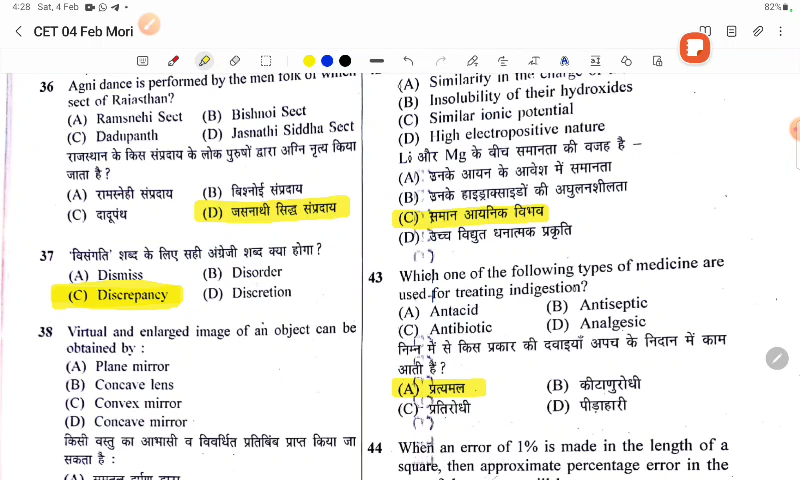 4:28 Sat, 4 Feb
82%
CET 04 Feb Mori
36 Agni dance is performed by the men folk of which
sect of Rajasthan?
(A) Ramsnehi Sect (B) Bishnoi Sect
(C) Dadupanth (D) Jasnathi Siddha Sect
राजस्थान के किस संप्रदाय के लोक पुरुषों द्वारा अग्नि नृत्य किया
जाता है ?
(A) रामस्नेही संप्रदाय (B) बिश्नोई संप्रदाय
(C) दादूपंथ (D) जसनाथी सिद्ध संप्रदाय
37 'विसंगति' शब्द के लिए सही अंग्रेजी शब्द क्या होगा ?
(A) Dismiss (B) Disorder
(C) Discrepancy (D) Discretion
38 Virtual and enlarged image of an object can be
obtained by :
(A) Plane mirror
(B) Concave lens
(C) Convex mirror
(D) Concave mirror
किसी वस्तु का आभासी व विवर्धित प्रतिबिंब प्राप्त किया जा
सकता है :
(A) समतल दर्पण द्वारा
(A) Similarity in the charge of
(B) Insolubility of their hydroxides
(C) Similar ionic potential
(D) High electropositive nature
Li और Mg के बीच समानता की वजह है –
(A) उनके आयन के आवेश में समानता
(B) उनके हाइड्राक्साइडों की अघुलनशीलता
(C) समान आयनिक विभव
(D) उच्च विद्युत धनात्मक प्रकृति
43 Which one of the following types of medicine are
used for treating indigestion?
(A) Antacid (B) Antiseptic
(C) Antibiotic (D) Analgesic
निम्न में से किस प्रकार की दवाइयाँ अपच के निदान में काम
आती हैं ?
(A) प्रत्यमल (B) कीटाणुरोधी
(C) प्रतिरोधी (D) पीड़ाहारी
44 When an error of 1% is made in the length of a
square, then approximate percentage error in the